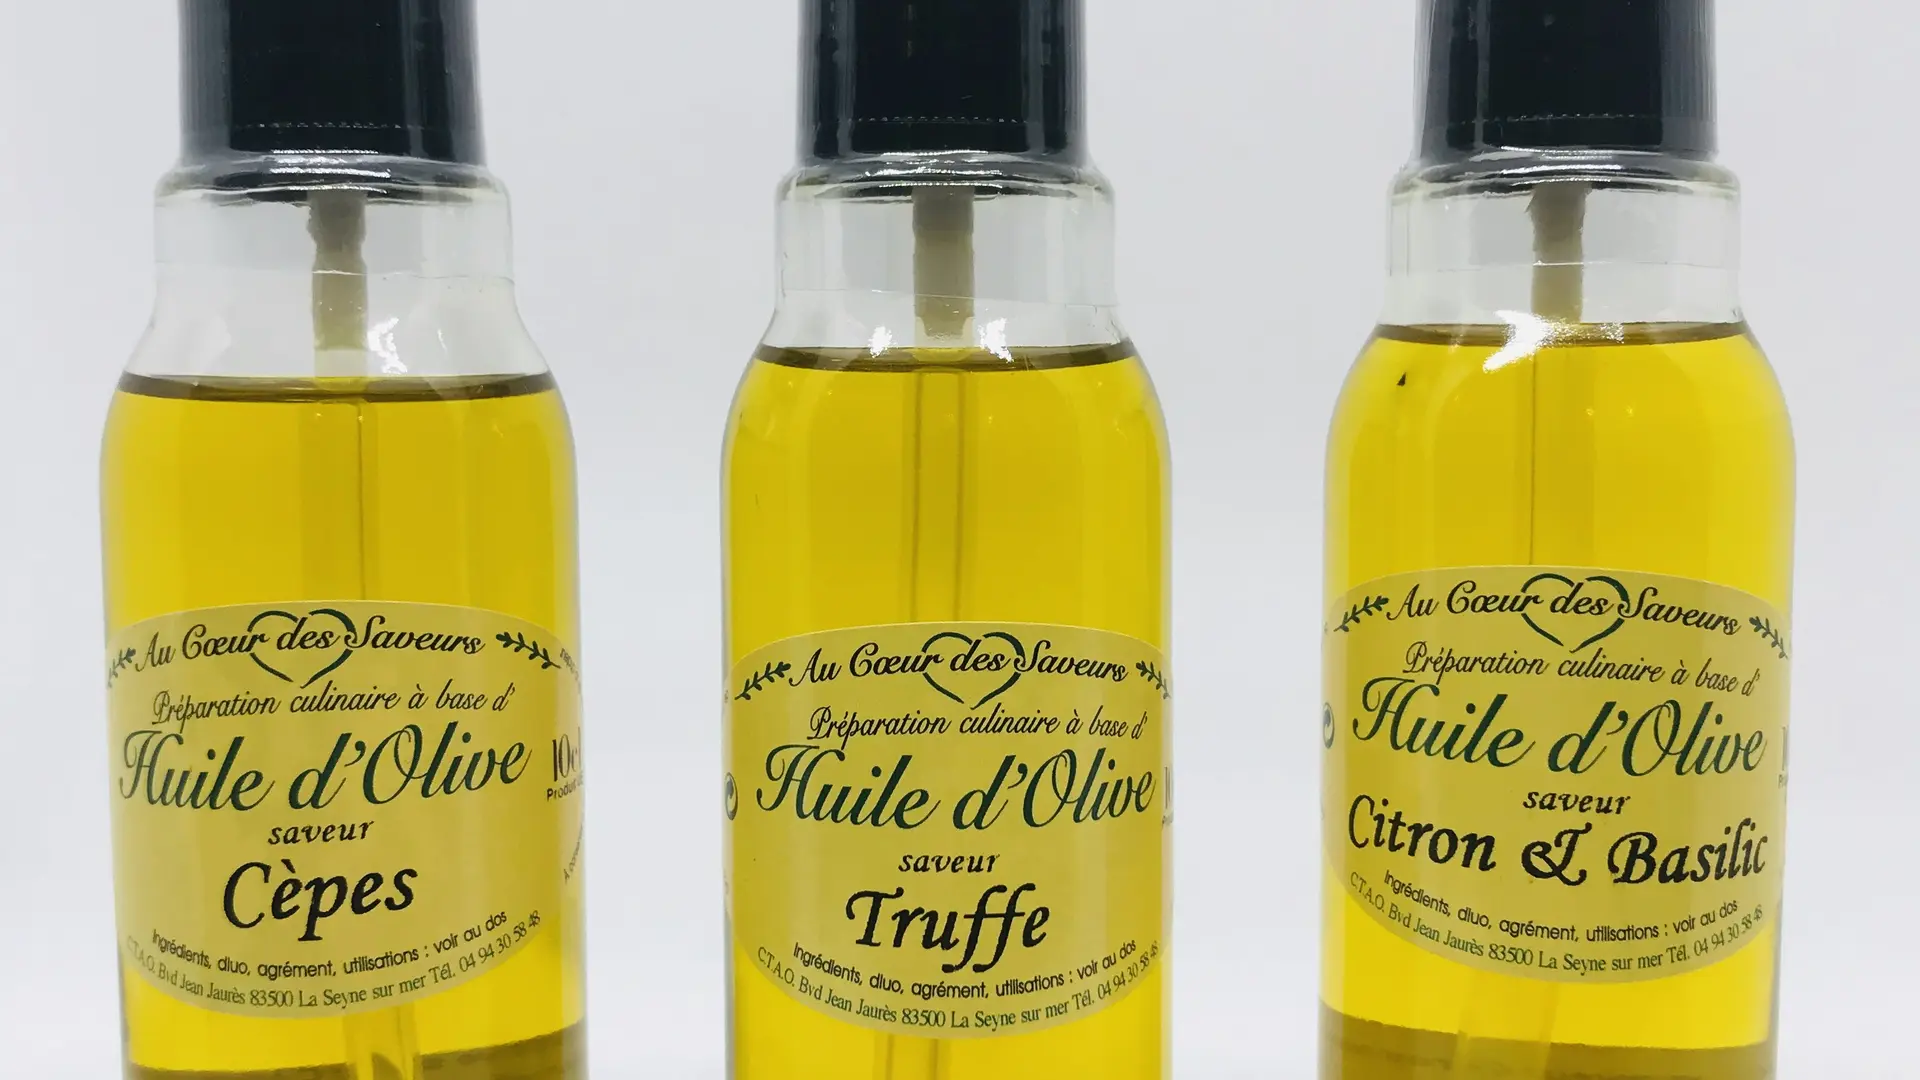 Au Cœur des Saveurs
Préparation culinaire à base d'
Huile d'Olive
saveur
Cèpes
Ingrédients, dluo, agrément, utilisations : voir au dos
C.T.A.O. Bvd Jean Jaurès 83500 La Seyne sur mer Tél. 04 94 30 58 48
Au Cœur des Saveurs
Préparation culinaire à base d'
Huile d'Olive
saveur
Truffe
Ingrédients, dluo, agrément, utilisations : voir au dos
C.T.A.O. Bvd Jean Jaurès 83500 La Seyne sur mer Tél. 04 94 30 58 48
Au Cœur des Saveurs
Préparation culinaire à base d'
Huile d'Olive
saveur
Citron & Basilic
Ingrédients, dluo, agrément, utilisations : voir au dos
C.T.A.O. Bvd Jean Jaurès 83500 La Seyne sur mer Tél. 04 94 30 58 48